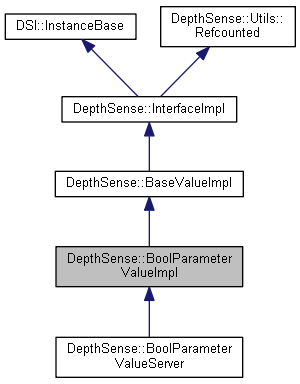 DSI::InstanceBase
DepthSense::Utils::
Refcounted
DepthSense::InterfaceImpl
DepthSense::BaseValueImpl
DepthSense::BoolParameter
ValueImpl
DepthSense::BoolParameter
ValueServer